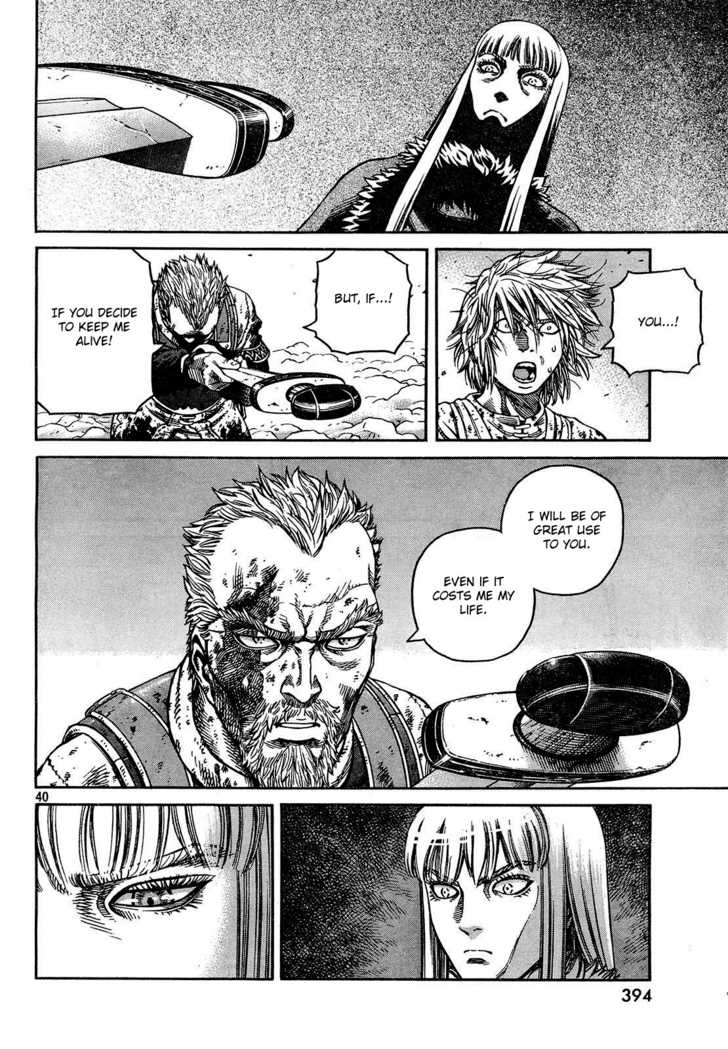 YOU...!
BUT, IF...!
IF YOU DECIDE
TO KEEP ME
ALIVE!
I WILL BE OF
GREAT USE
TO YOU.
EVEN IF IT
COSTS ME MY
LIFE.
40
394